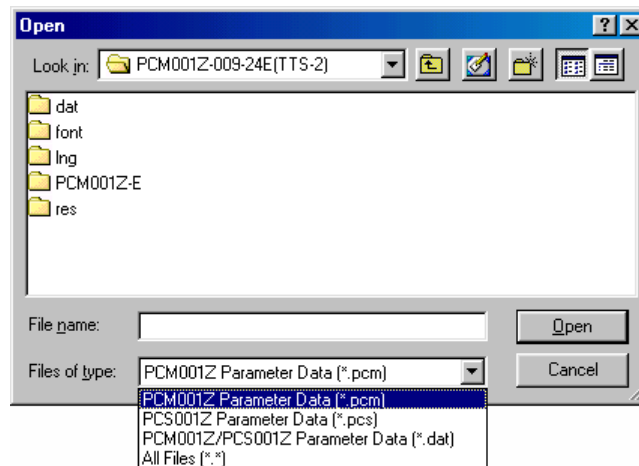 Open
Look in: PCM001Z-009-24E(TTS-2)
dat
font
lng
PCM001Z-E
res
File name:
Open
Files of type: PCM001Z Parameter Data (*.pcm)
Cancel
PCM001Z Parameter Data (*.pcm)
PCS001Z Parameter Data (*.pcs)
PCM001Z/PCS001Z Parameter Data (*.dat)
All Files (*.*)